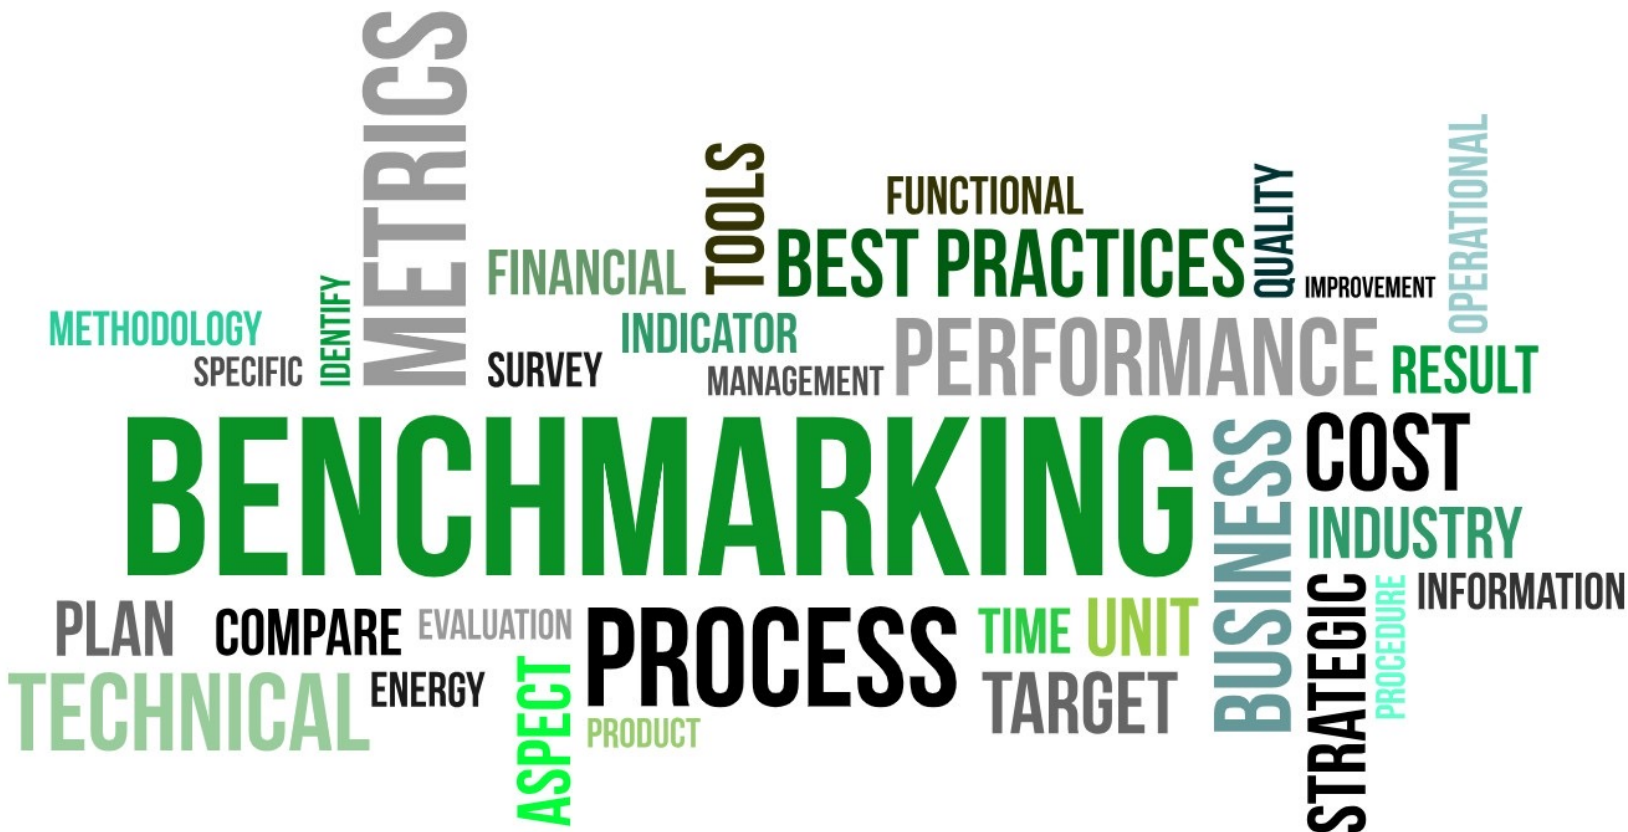 METRICS
TOOLS
FUNCTIONAL
QUALITY
OPERATIONAL
FINANCIAL
BEST PRACTICES
IMPROVEMENT
METHODOLOGY
IDENTIFY
INDICATOR
PERFORMANCE
SPECIFIC
SURVEY
MANAGEMENT
RESULT
BENCHMARKING
BUSINESS
COST
INDUSTRY
PLAN
COMPARE
EVALUATION
PROCESS
TIME
UNIT
STRATEGIC
PROCEDURE
INFORMATION
TECHNICAL
ENERGY
ASPECT
PRODUCT
TARGET